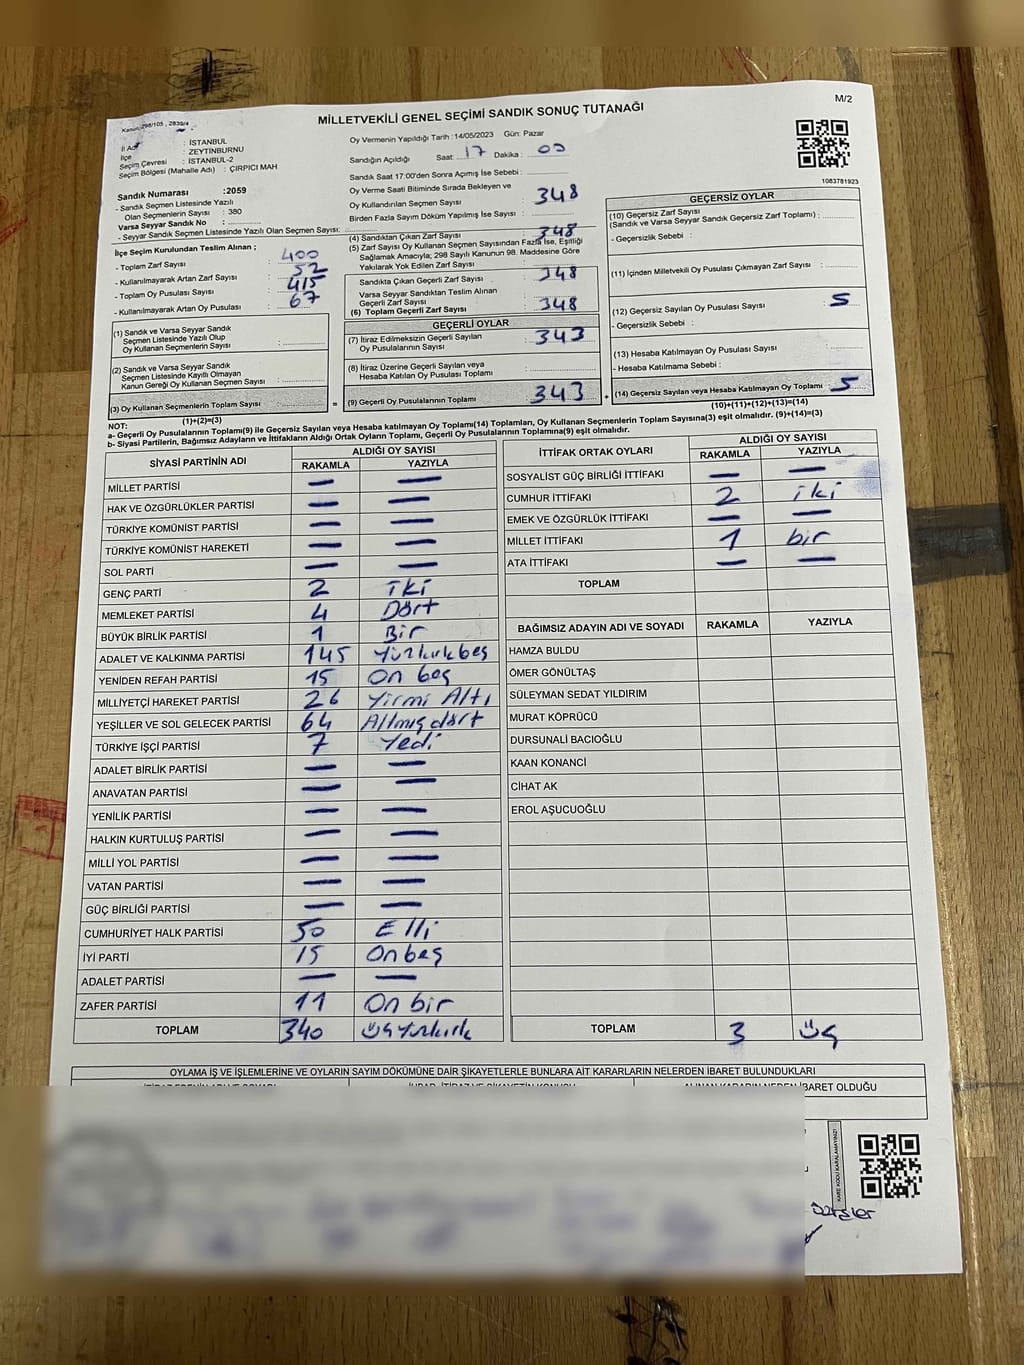 M/2
Kanun: 298/105 , 2839/4
MİLLETVEKİLİ GENEL SEÇİMİ SANDIK SONUÇ TUTANAĞI
İl Adı : İSTANBUL
İlçe : ZEYTİNBURNU
Seçim Çevresi : İSTANBUL-2
Seçim Bölgesi (Mahalle Adı) : ÇIRPICI MAH
Sandık Numarası :2059
- Sandık Seçmen Listesinde Yazılı
Olan Seçmenlerin Sayısı : 380
Varsa Seyyar Sandık No :
- Seyyar Sandık Seçmen Listesinde Yazılı Olan Seçmen Sayısı:
Oy Vermenin Yapıldığı Tarih : 14/05/2023 Gün: Pazar
Sandığın Açıldığı Saat: 17 Dakika : 00
Sandık Saat 17:00'den Sonra Açılmış İse Sebebi :
Oy Verme Saati Bitiminde Sırada Bekleyen ve
Oy Kullandırılan Seçmen Sayısı : 348
Birden Fazla Sayım Döküm Yapılmış İse Sayısı :
1083781923
İlçe Seçim Kurulundan Teslim Alınan ;
- Toplam Zarf Sayısı : 400
- Kullanılmayarak Artan Zarf Sayısı : 52
- Toplam Oy Pusulası Sayısı : 415
- Kullanılmayarak Artan Oy Pusulası : 67
(1) Sandık ve Varsa Seyyar Sandık
Seçmen Listesinde Yazılı Olup
Oy Kullanan Seçmenlerin Sayısı :
(2) Sandık ve Varsa Seyyar Sandık
Seçmen Listesinde Kayıtlı Olmayan
Kanun Gereği Oy Kullanan Seçmen Sayısı :
(3) Oy Kullanan Seçmenlerin Toplam Sayısı :
(1)+(2)=(3)
(4) Sandıktan Çıkan Zarf Sayısı : 348
(5) Zarf Sayısı Oy Kullanan Seçmen Sayısından Fazla İse, Eşitliği
Sağlamak Amacıyla; 298 Sayılı Kanunun 98. Maddesine Göre
Yakılarak Yok Edilen Zarf Sayısı :
Sandıkta Çıkan Geçerli Zarf Sayısı : 348
Varsa Seyyar Sandıktan Teslim Alınan
Geçerli Zarf Sayısı :
(6) Toplam Geçerli Zarf Sayısı : 348
GEÇERLİ OYLAR
(7) İtiraz Edilmeksizin Geçerli Sayılan
Oy Pusulalarının Sayısı : 343
(8) İtiraz Üzerine Geçerli Sayılan veya
Hesaba Katılan Oy Pusulası Toplamı :
= (9) Geçerli Oy Pusulalarının Toplamı : 343 +
GEÇERSİZ OYLAR
(10) Geçersiz Zarf Sayısı
(Sandık ve Varsa Seyyar Sandık Geçersiz Zarf Toplamı) :
- Geçersizlik Sebebi :
(11) İçinden Milletvekili Oy Pusulası Çıkmayan Zarf Sayısı :
(12) Geçersiz Sayılan Oy Pusulası Sayısı : 5
- Geçersizlik Sebebi :
(13) Hesaba Katılmayan Oy Pusulası Sayısı :
- Hesaba Katılmama Sebebi :
(14) Geçersiz Sayılan veya Hesaba Katılmayan Oy Toplamı : 5
(10)+(11)+(12)+(13)=(14)
NOT:
a- Geçerli Oy Pusulalarının Toplamı(9) ile Geçersiz Sayılan veya Hesaba katılmayan Oy Toplamı(14) Toplamları, Oy Kullanan Seçmenlerin Toplam Sayısına(3) eşit olmalıdır. (9)+(14)=(3)
b- Siyasi Partilerin, Bağımsız Adayların ve İttifakların Aldığı Ortak Oyların Toplamı, Geçerli Oy Pusulalarının Toplamına(9) eşit olmalıdır.
SİYASİ PARTİNİN ADI ALDIĞI OY SAYISI
RAKAMLA YAZIYLA
MİLLET PARTİSİ — —
HAK VE ÖZGÜRLÜKLER PARTİSİ — —
TÜRKİYE KOMÜNİST PARTİSİ — —
TÜRKİYE KOMÜNİST HAREKETİ — —
SOL PARTİ — —
GENÇ PARTİ 2 iki
MEMLEKET PARTİSİ 4 Dört
BÜYÜK BİRLİK PARTİSİ 1 Bir
ADALET VE KALKINMA PARTİSİ 145 Yüzkırkbeş
YENİDEN REFAH PARTİSİ 15 On beş
MİLLİYETÇİ HAREKET PARTİSİ 26 Yirmi Altı
YEŞİLLER VE SOL GELECEK PARTİSİ 64 Altmışdört
TÜRKİYE İŞÇİ PARTİSİ 7 Yedi
ADALET BİRLİK PARTİSİ — —
ANAVATAN PARTİSİ — —
YENİLİK PARTİSİ — —
HALKIN KURTULUŞ PARTİSİ — —
MİLLİ YOL PARTİSİ — —
VATAN PARTİSİ — —
GÜÇ BİRLİĞİ PARTİSİ — —
CUMHURİYET HALK PARTİSİ 50 Elli
İYİ PARTİ 15 Onbeş
ADALET PARTİSİ — —
ZAFER PARTİSİ 11 On bir
TOPLAM 340 üçyüzkırk
İTTİFAK ORTAK OYLARI ALDIĞI OY SAYISI
RAKAMLA YAZIYLA
SOSYALİST GÜÇ BİRLİĞİ İTTİFAKI — —
CUMHUR İTTİFAKI 2 iki
EMEK VE ÖZGÜRLÜK İTTİFAKI — —
MİLLET İTTİFAKI 1 bir
ATA İTTİFAKI — —
TOPLAM
BAĞIMSIZ ADAYIN ADI VE SOYADI RAKAMLA YAZIYLA
HAMZA BULDU
ÖMER GÖNÜLTAŞ
SÜLEYMAN SEDAT YILDIRIM
MURAT KÖPRÜCÜ
DURSUNALİ BACIOĞLU
KAAN KONANCİ
CİHAT AK
EROL AŞUCUOĞLU
TOPLAM 3 üç
OYLAMA İŞ VE İŞLEMLERİNE VE OYLARIN SAYIM DÖKÜMÜNE DAİR ŞİKAYETLERLE BUNLARA AİT KARARLARIN NELERDEN İBARET BULUNDUKLARI
ALINAN KARARIN NEDEN İBARET OLDUĞU
KARE KODU KARALAMAYINIZ!